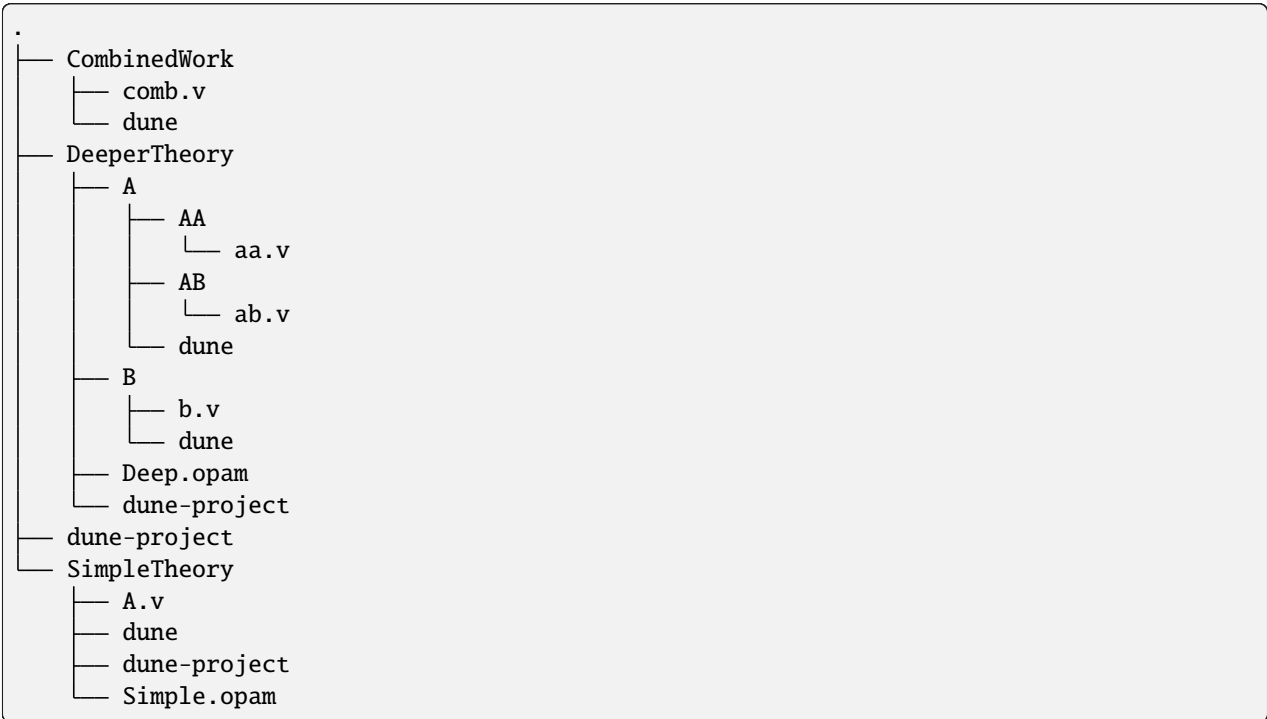 .
├── CombinedWork
│   ├── comb.v
│   └── dune
├── DeeperTheory
│   ├── A
│   │   ├── AA
│   │   │   └── aa.v
│   │   ├── AB
│   │   │   └── ab.v
│   │   └── dune
│   ├── B
│   │   ├── b.v
│   │   └── dune
│   ├── Deep.opam
│   └── dune-project
├── dune-project
└── SimpleTheory
    ├── A.v
    ├── dune
    ├── dune-project
    └── Simple.opam